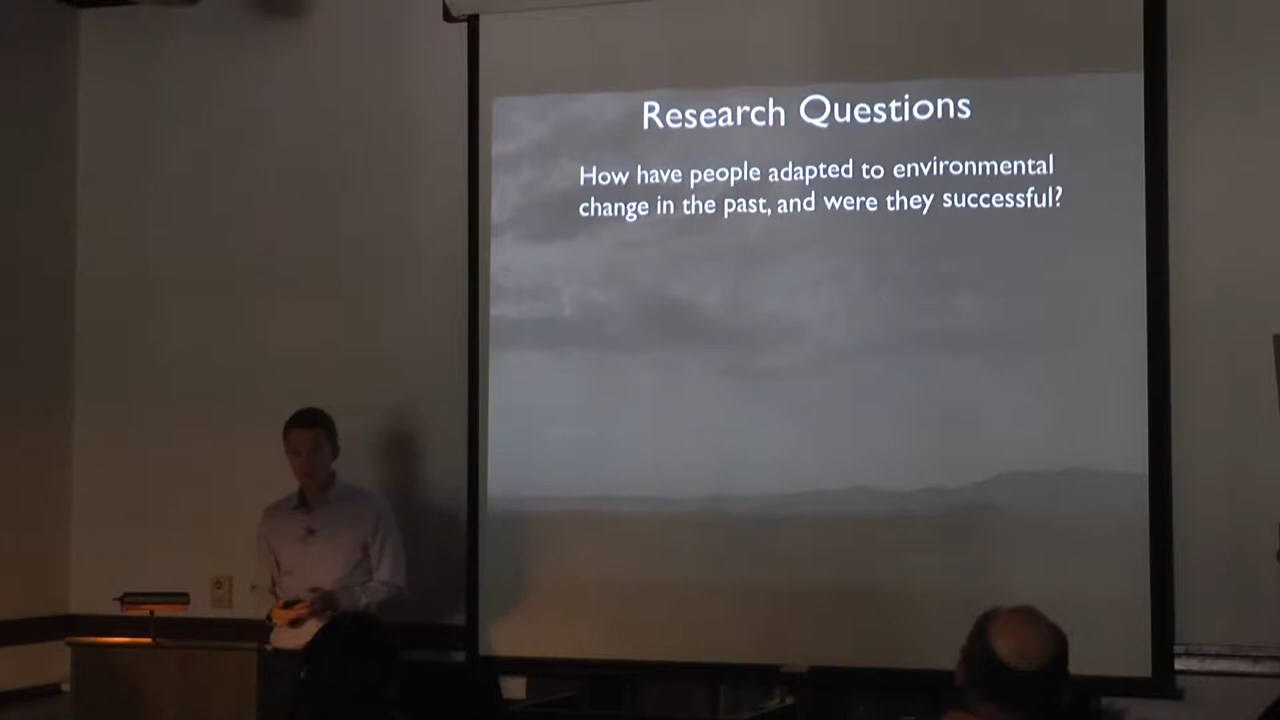 Research Questions
How have people adapted to environmental
change in the past, and were they successful?